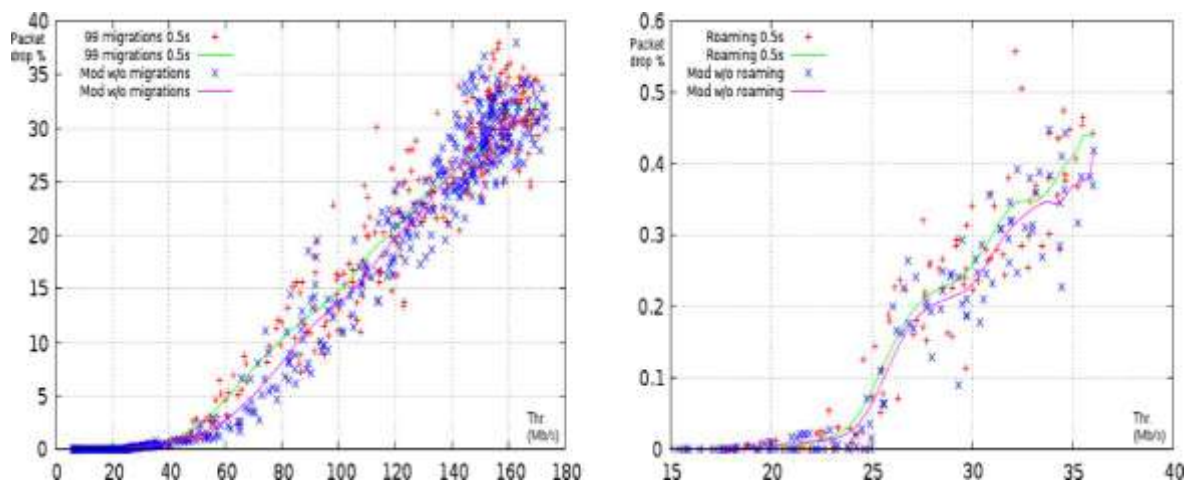 40
35
30
25
20
15
10
5
0
Packet
drop %
99 migrations 0.5s
99 migrations 0.5s
Mod w/o migrations
Mod w/o migrations
Thr.
(Mb/s)
0 20 40 60 80 100 120 140 160 180
0.6
0.5
0.4
0.3
0.2
0.1
0
Packet
drop %
Roaming 0.5s
Roaming 0.5s
Mod w/o roaming
Mod w/o roaming
Thr.
(Mb/s)
15 20 25 30 35 40